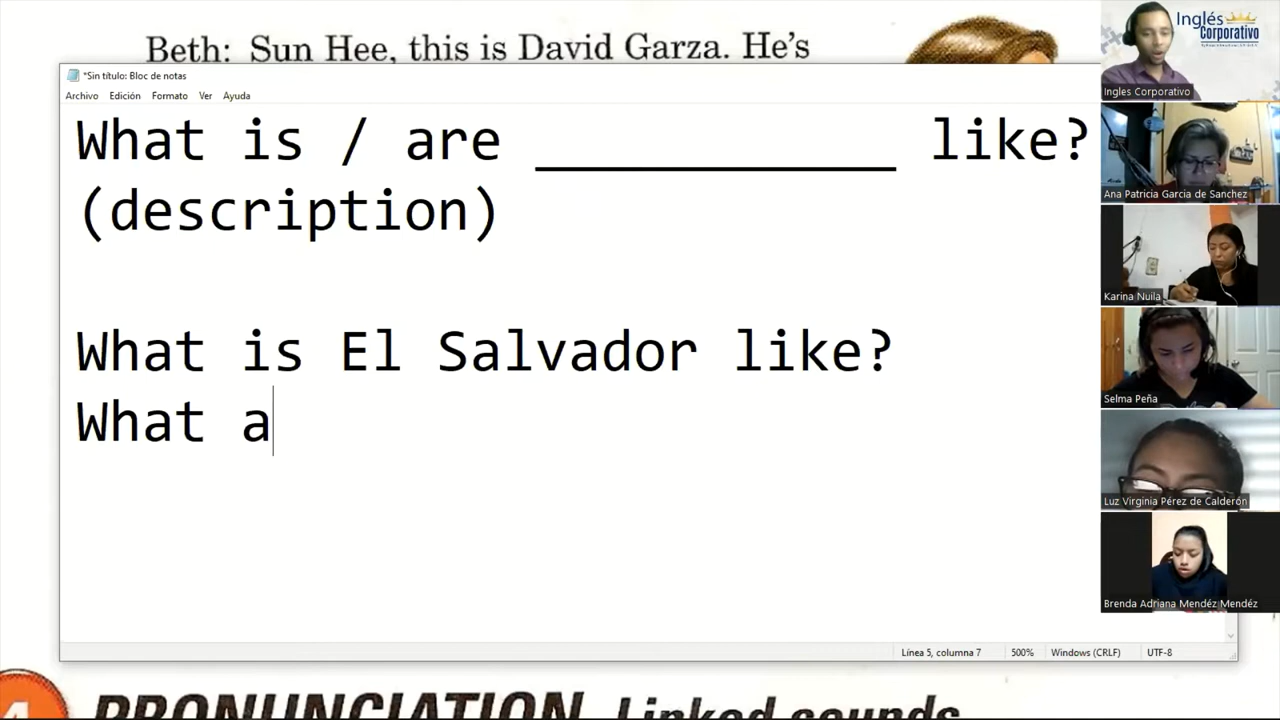 Beth: Sun Hee, this is David Garza. He's
*Sin título: Bloc de notas
Archivo Edición Formato Ver Ayuda
What is / are ___________ like?
(description)
What is El Salvador like?
What a
Línea 5, columna 7 500% Windows (CRLF) UTF-8
4 PRONUNCIATION Linked sounds
Inglés
Corporativo
Ingles Corporativo
Ana Patricia Garcia de Sanchez
Karina Nuila
Selma Peña
Luz Virginia Pérez de Calderón
Brenda Adriana Mendéz Mendéz